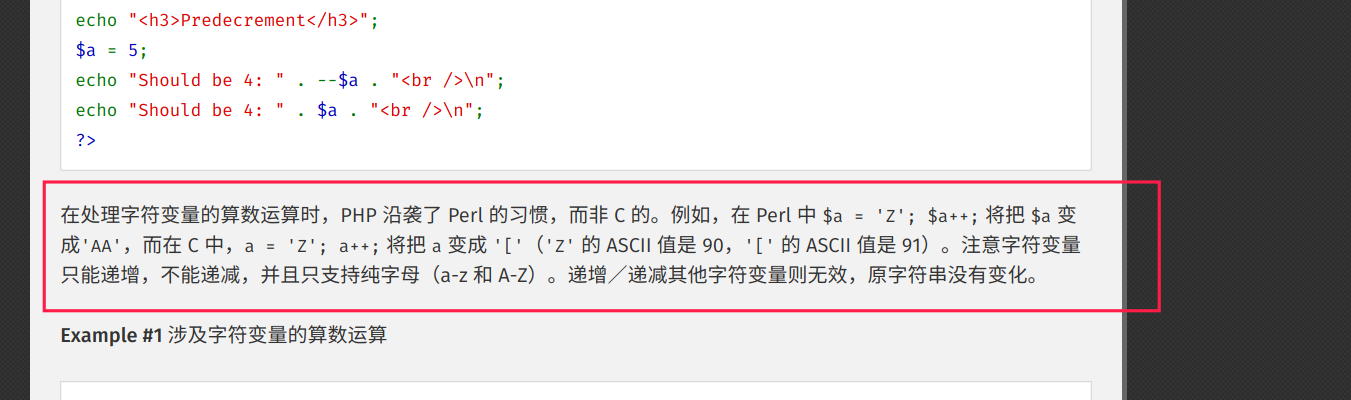 echo "<h3>Predecrement</h3>";
$a = 5;
echo "Should be 4: " . --$a . "<br />\n";
echo "Should be 4: " . $a . "<br />\n";
?>
在处理字符变量的算数运算时，PHP 沿袭了 Perl 的习惯，而非 C 的。例如，在 Perl 中 $a = 'Z'; $a++; 将把 $a 变
成'AA'，而在 C 中，a = 'Z'; a++; 将把 a 变成 '['（'Z' 的 ASCII 值是 90，'[' 的 ASCII 值是 91）。注意字符变量
只能递增，不能递减，并且只支持纯字母（a-z 和 A-Z）。递增／递减其他字符变量则无效，原字符串没有变化。
Example #1 涉及字符变量的算数运算